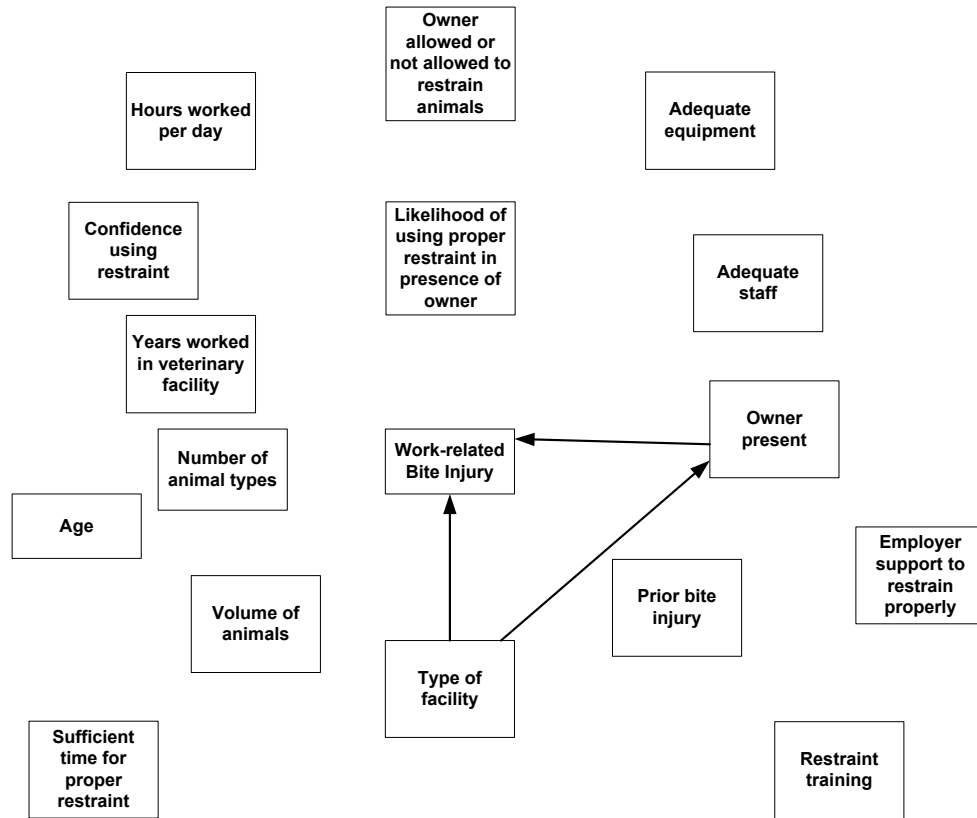 Owner
allowed or
not allowed to
restrain
animals
Hours worked
per day
Adequate
equipment
Confidence
using
restraint
Likelihood of
using proper
restraint in
presence of
owner
Adequate
staff
Years worked
in veterinary
facility
Owner
present
Number of
animal types
Work-related
Bite Injury
Age
Employer
support to
restrain
properly
Volume of
animals
Prior bite
injury
Type of
facility
Sufficient
time for
proper
restraint
Restraint
training